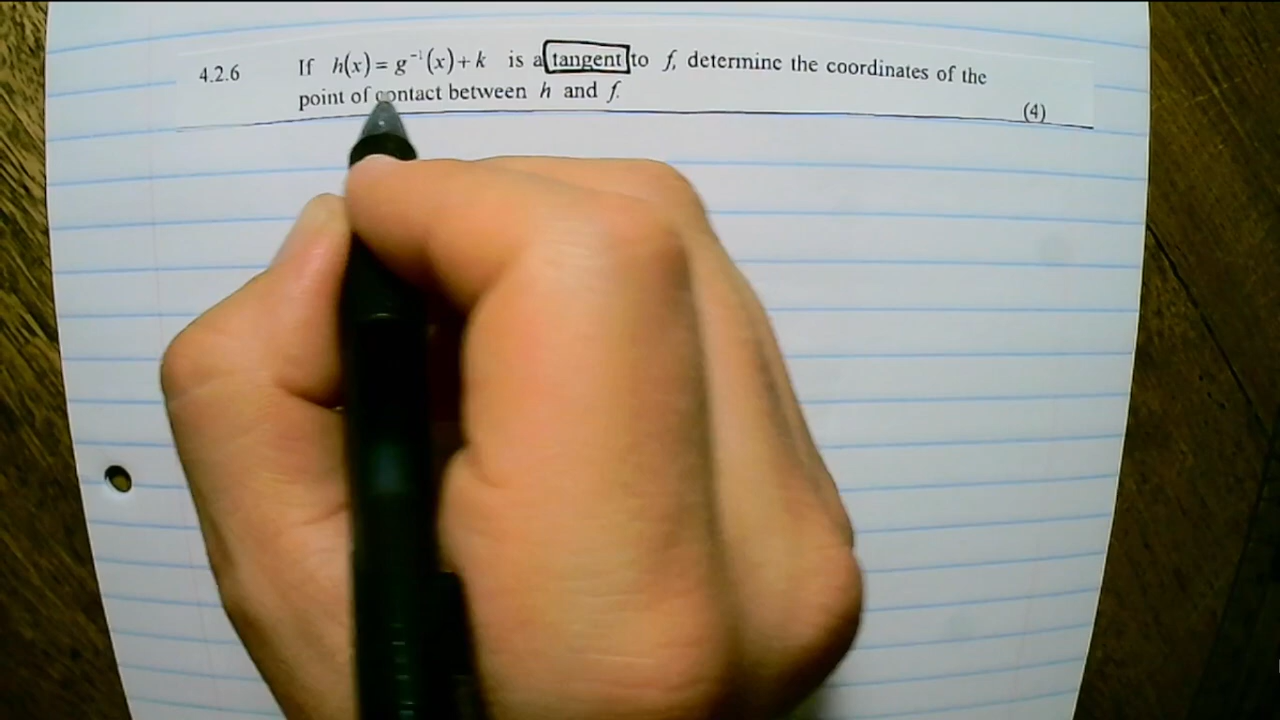 4.2.6 If h(x) = g⁻¹(x) + k is a tangent to f, determine the coordinates of the
point of contact between h and f.
(4)